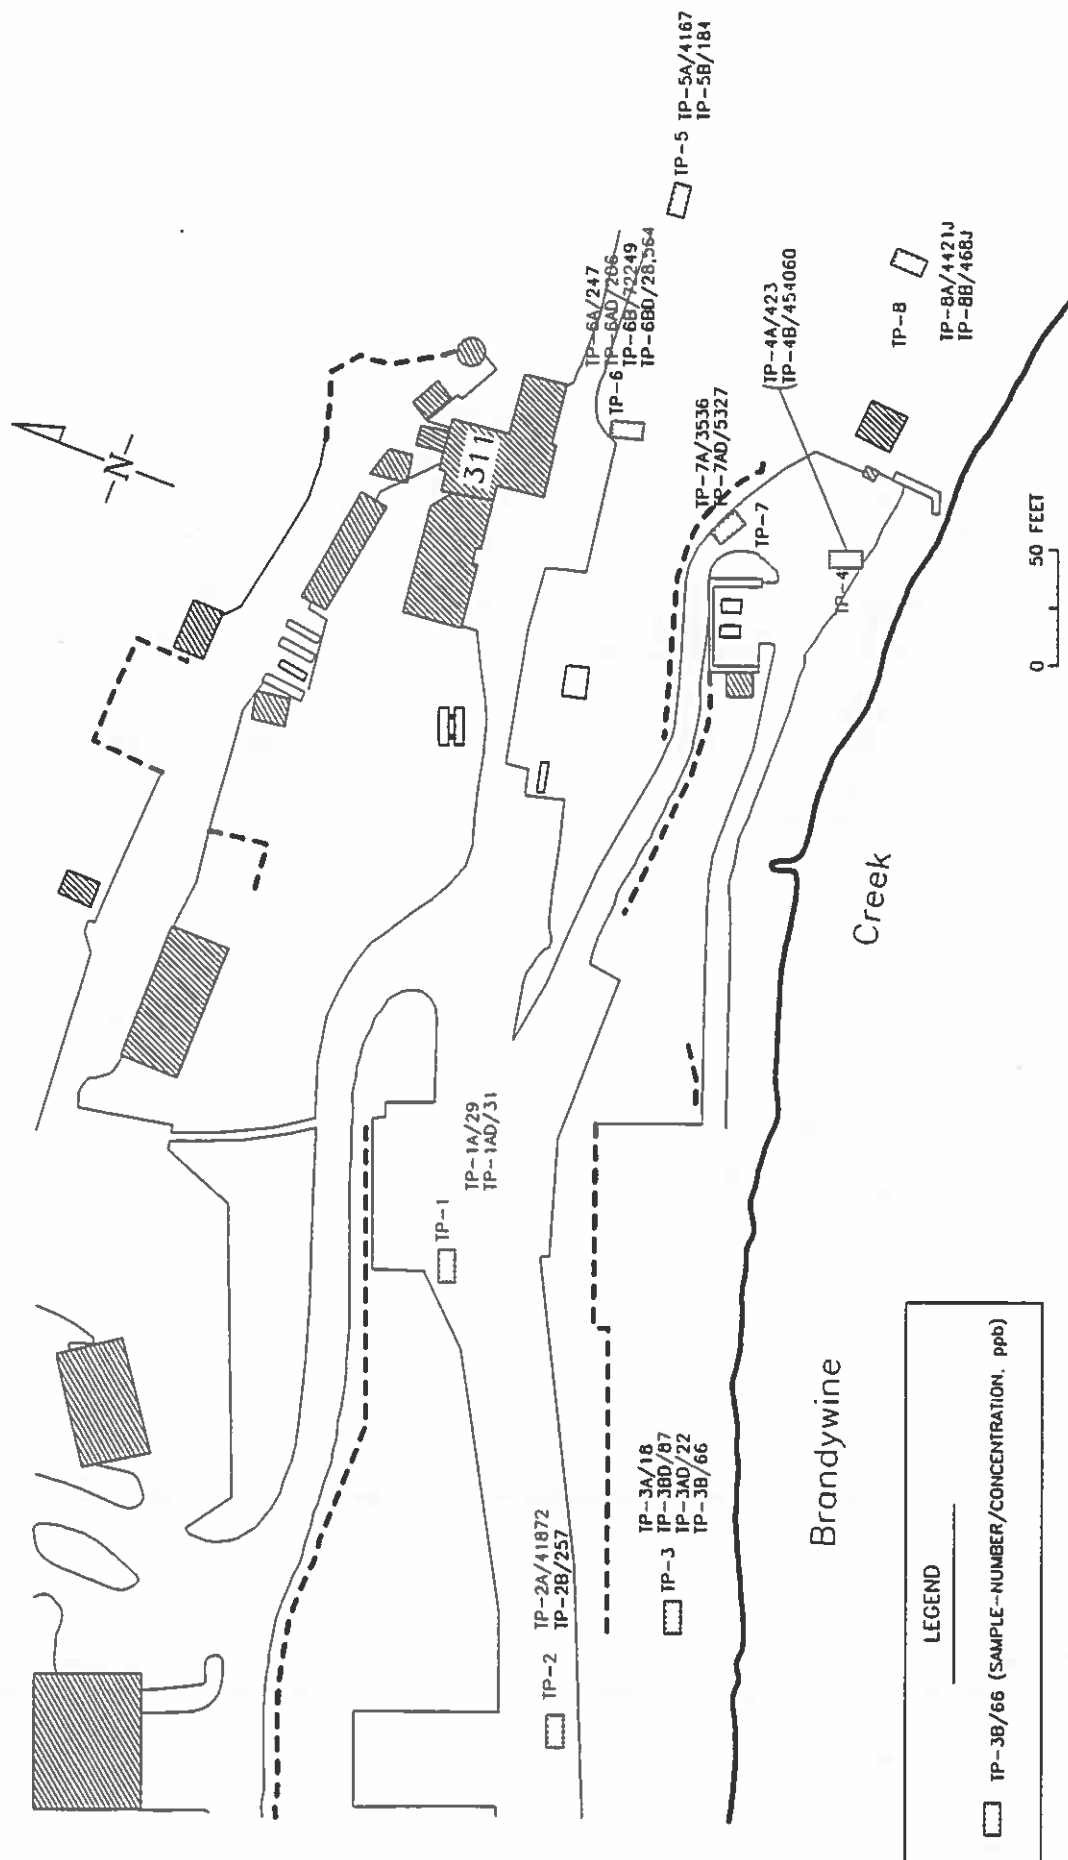 -N-
311
TP-6A/247
TP-6AD/206
TP-6B/72249
TP-6BD/28,564
TP-6
TP-5
TP-5A/4167
TP-5B/184
TP-7A/3536
TP-7AD/5327
TP-7
TP-4A/423
TP-4B/454060
TP-4
TP-8
TP-8A/4421J
TP-8B/468J
TP-1
TP-1A/29
TP-1AD/31
TP-2
TP-2A/41872
TP-2B/257
TP-3
TP-3A/18
TP-3BD/87
TP-3AD/22
TP-3B/66
Brandywine
Creek
0 50 FEET
LEGEND
TP-3B/66 (SAMPLE-NUMBER/CONCENTRATION, ppb)